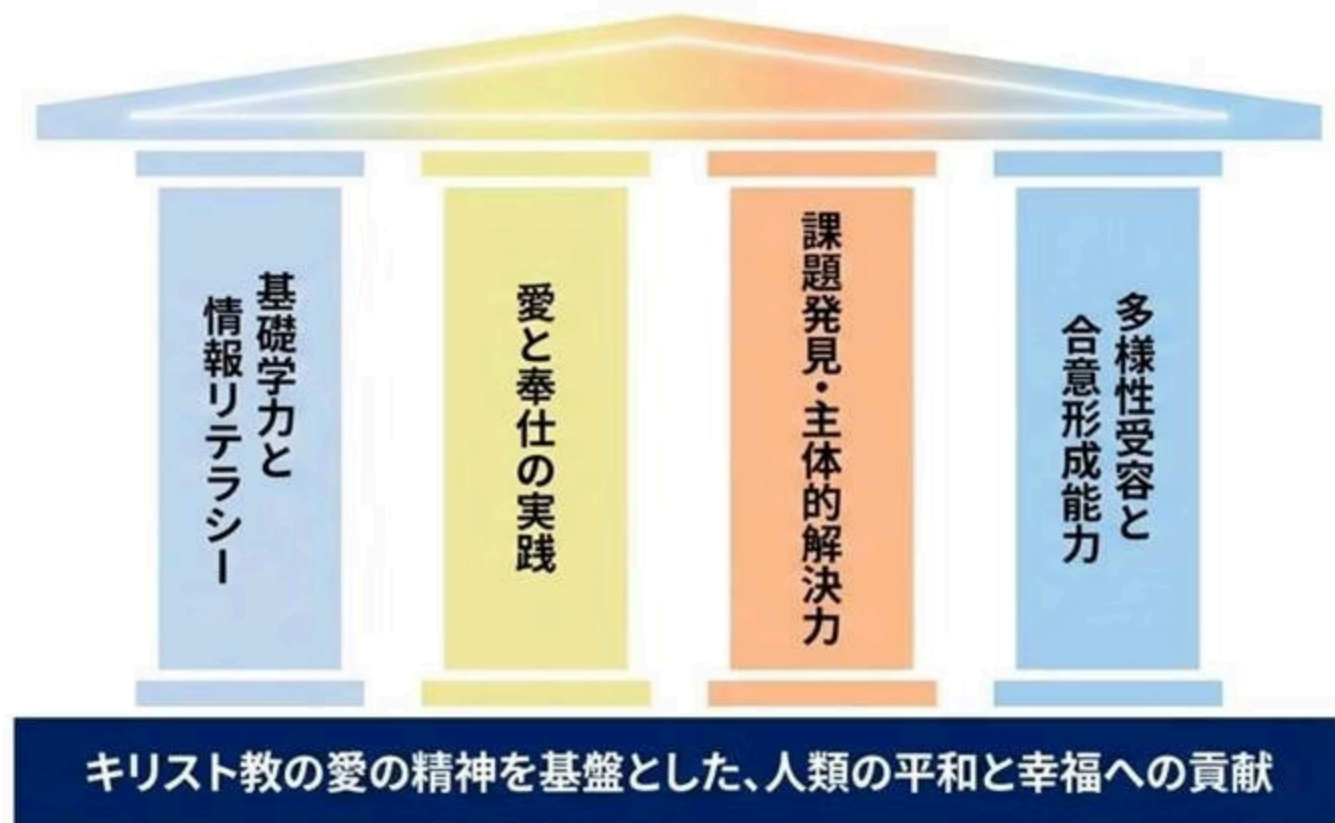 基礎学力と
情報リテラシー
愛と奉仕の実践
課題発見・主体的解決力
多様性受容と
合意形成能力
キリスト教の愛の精神を基盤とした、人類の平和と幸福への貢献